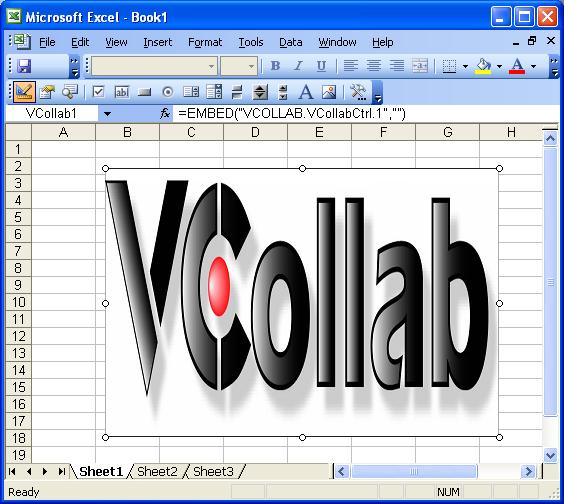 Microsoft Excel - Book1
File Edit View Insert Format Tools Data Window Help
B I U
ab A
VCollab1 fx =EMBED("VCOLLAB.VCollabCtrl.1","")
A B C D E F G H
1
2
3
4
5
6
7
8
9
10
11
12
13
14
15
16
17
18
19
VCollab
Sheet1 Sheet2 Sheet3
Ready NUM